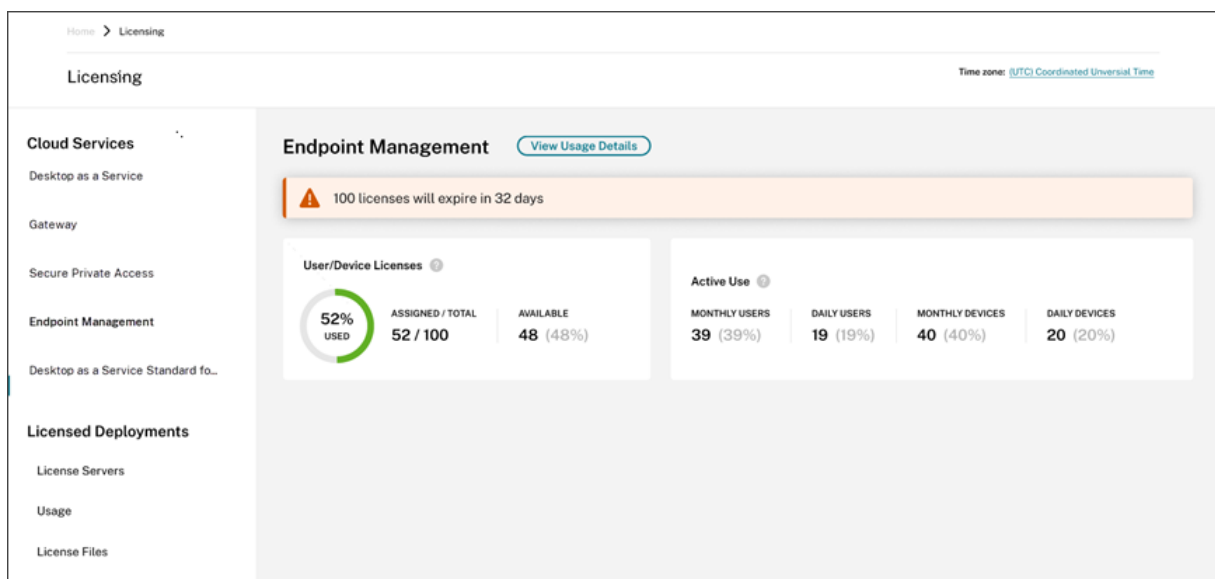 Home > Licensing
Licensing
Time zone: (UTC) Coordinated Unversial Time
Cloud Services
Desktop as a Service
Gateway
Secure Private Access
Endpoint Management
Desktop as a Service Standard fo...
Licensed Deployments
License Servers
Usage
License Files
Endpoint Management
View Usage Details
100 licenses will expire in 32 days
User/Device Licenses ?
52%
USED
ASSIGNED / TOTAL
52 / 100
AVAILABLE
48 (48%)
Active Use ?
MONTHLY USERS
39 (39%)
DAILY USERS
19 (19%)
MONTHLY DEVICES
40 (40%)
DAILY DEVICES
20 (20%)